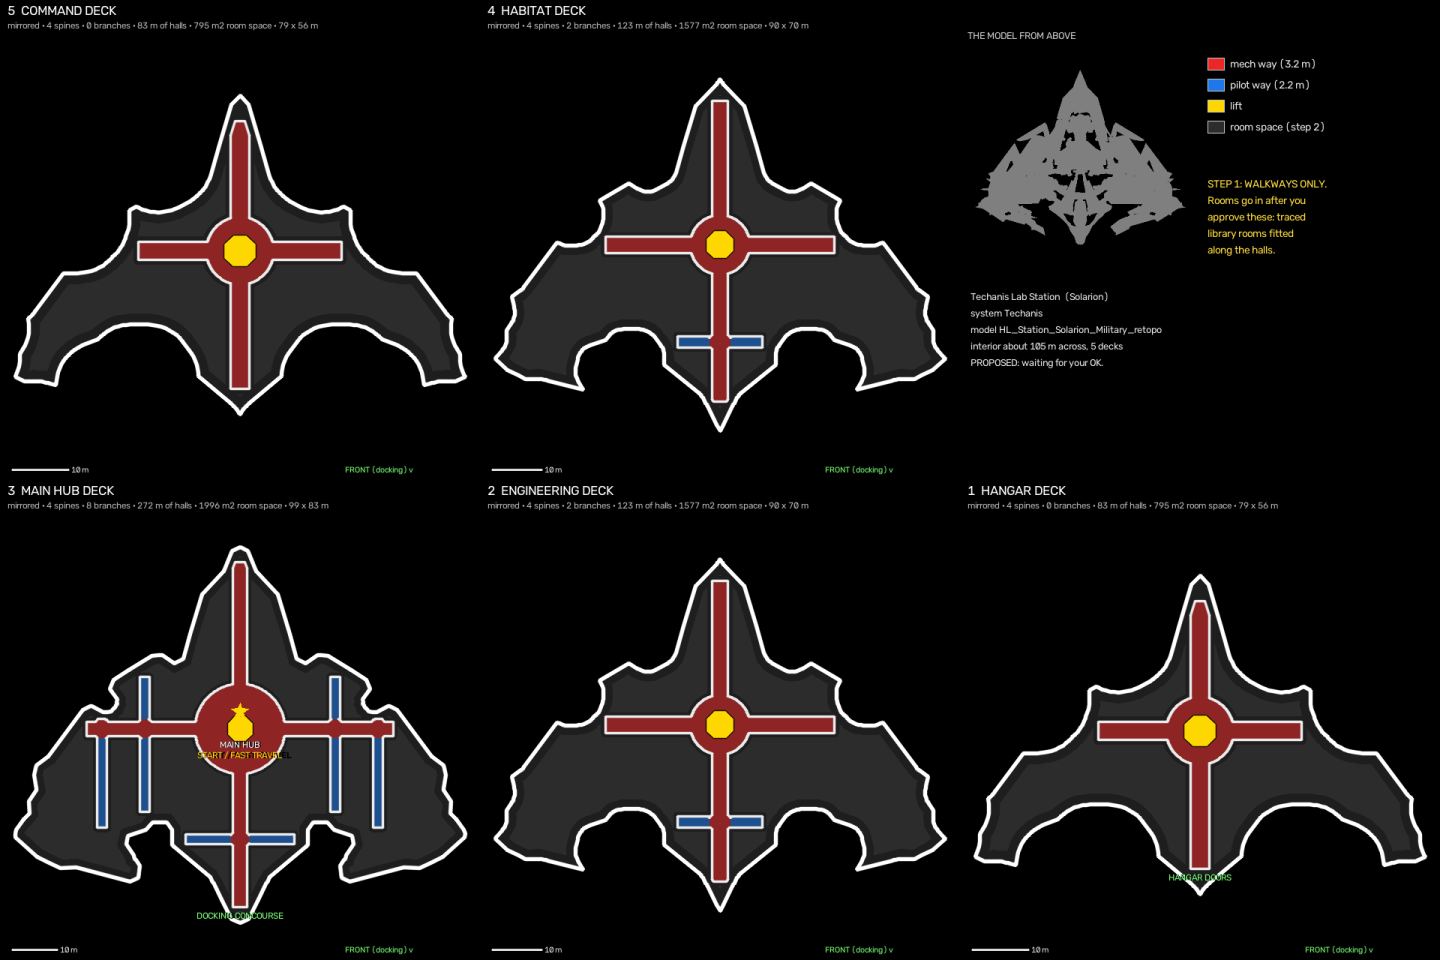 5 COMMAND DECK
mirrored • 4 spines • 0 branches • 83 m of halls • 795 m2 room space • 79 x 56 m
10 m
FRONT (docking) v
4 HABITAT DECK
mirrored • 4 spines • 2 branches • 123 m of halls • 1577 m2 room space • 90 x 70 m
10 m
FRONT (docking) v
THE MODEL FROM ABOVE
mech way (3.2 m)
pilot way (2.2 m)
lift
room space (step 2)
STEP 1: WALKWAYS ONLY.
Rooms go in after you
approve these: traced
library rooms fitted
along the halls.
Techanis Lab Station (Solarion)
system Techanis
model HL_Station_Solarion_Military_retopo
interior about 105 m across, 5 decks
PROPOSED: waiting for your OK.
3 MAIN HUB DECK
mirrored • 4 spines • 8 branches • 272 m of halls • 1996 m2 room space • 99 x 83 m
MAIN HUB
START / FAST TRAVEL
DOCKING CONCOURSE
10 m
FRONT (docking) v
2 ENGINEERING DECK
mirrored • 4 spines • 2 branches • 123 m of halls • 1577 m2 room space • 90 x 70 m
10 m
FRONT (docking) v
1 HANGAR DECK
mirrored • 4 spines • 0 branches • 83 m of halls • 795 m2 room space • 79 x 56 m
HANGAR DOORS
10 m
FRONT (docking) v